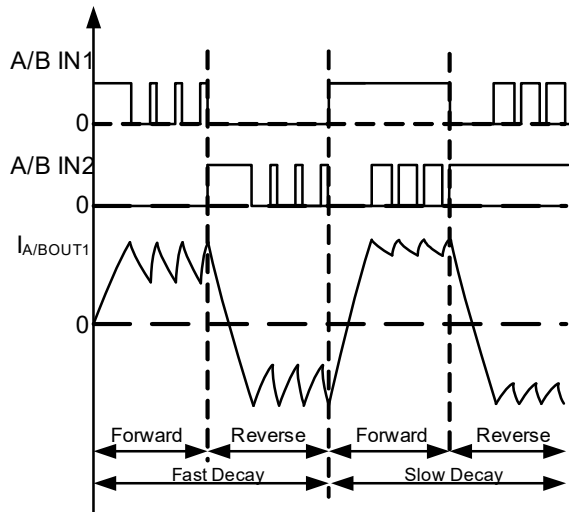 A/B IN1
0
A/B IN2
0
IA/BOUT1
0
Forward Reverse Forward Reverse
Fast Decay Slow Decay